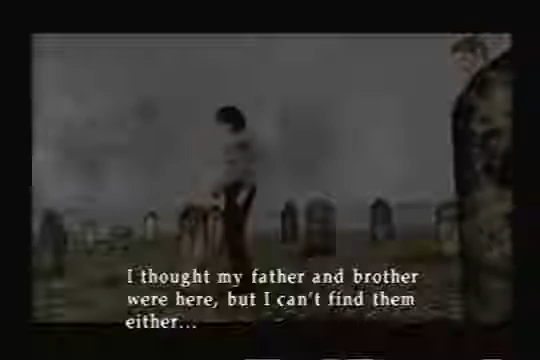 I thought my father and brother
were here, but I can't find them
either...